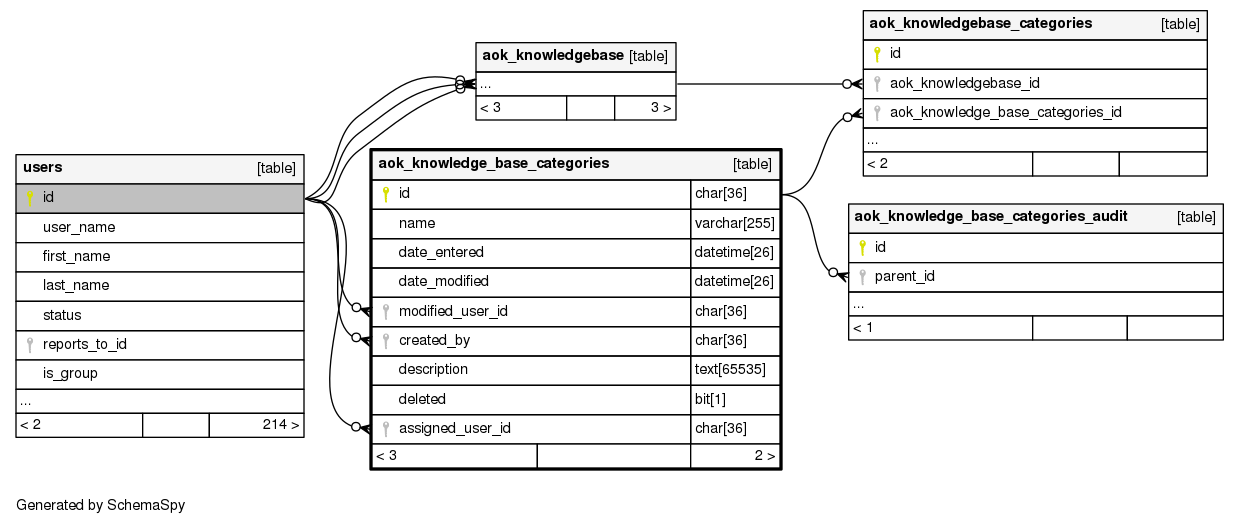 aok_knowledgebase [table]
...
< 3 3 >
aok_knowledgebase_categories [table]
id
aok_knowledgebase_id
aok_knowledge_base_categories_id
...
< 2
users [table]
id
user_name
first_name
last_name
status
reports_to_id
is_group
...
< 2 214 >
aok_knowledge_base_categories [table]
id char[36]
name varchar[255]
date_entered datetime[26]
date_modified datetime[26]
modified_user_id char[36]
created_by char[36]
description text[65535]
deleted bit[1]
assigned_user_id char[36]
< 3 2 >
aok_knowledge_base_categories_audit [table]
id
parent_id
...
< 1
Generated by SchemaSpy